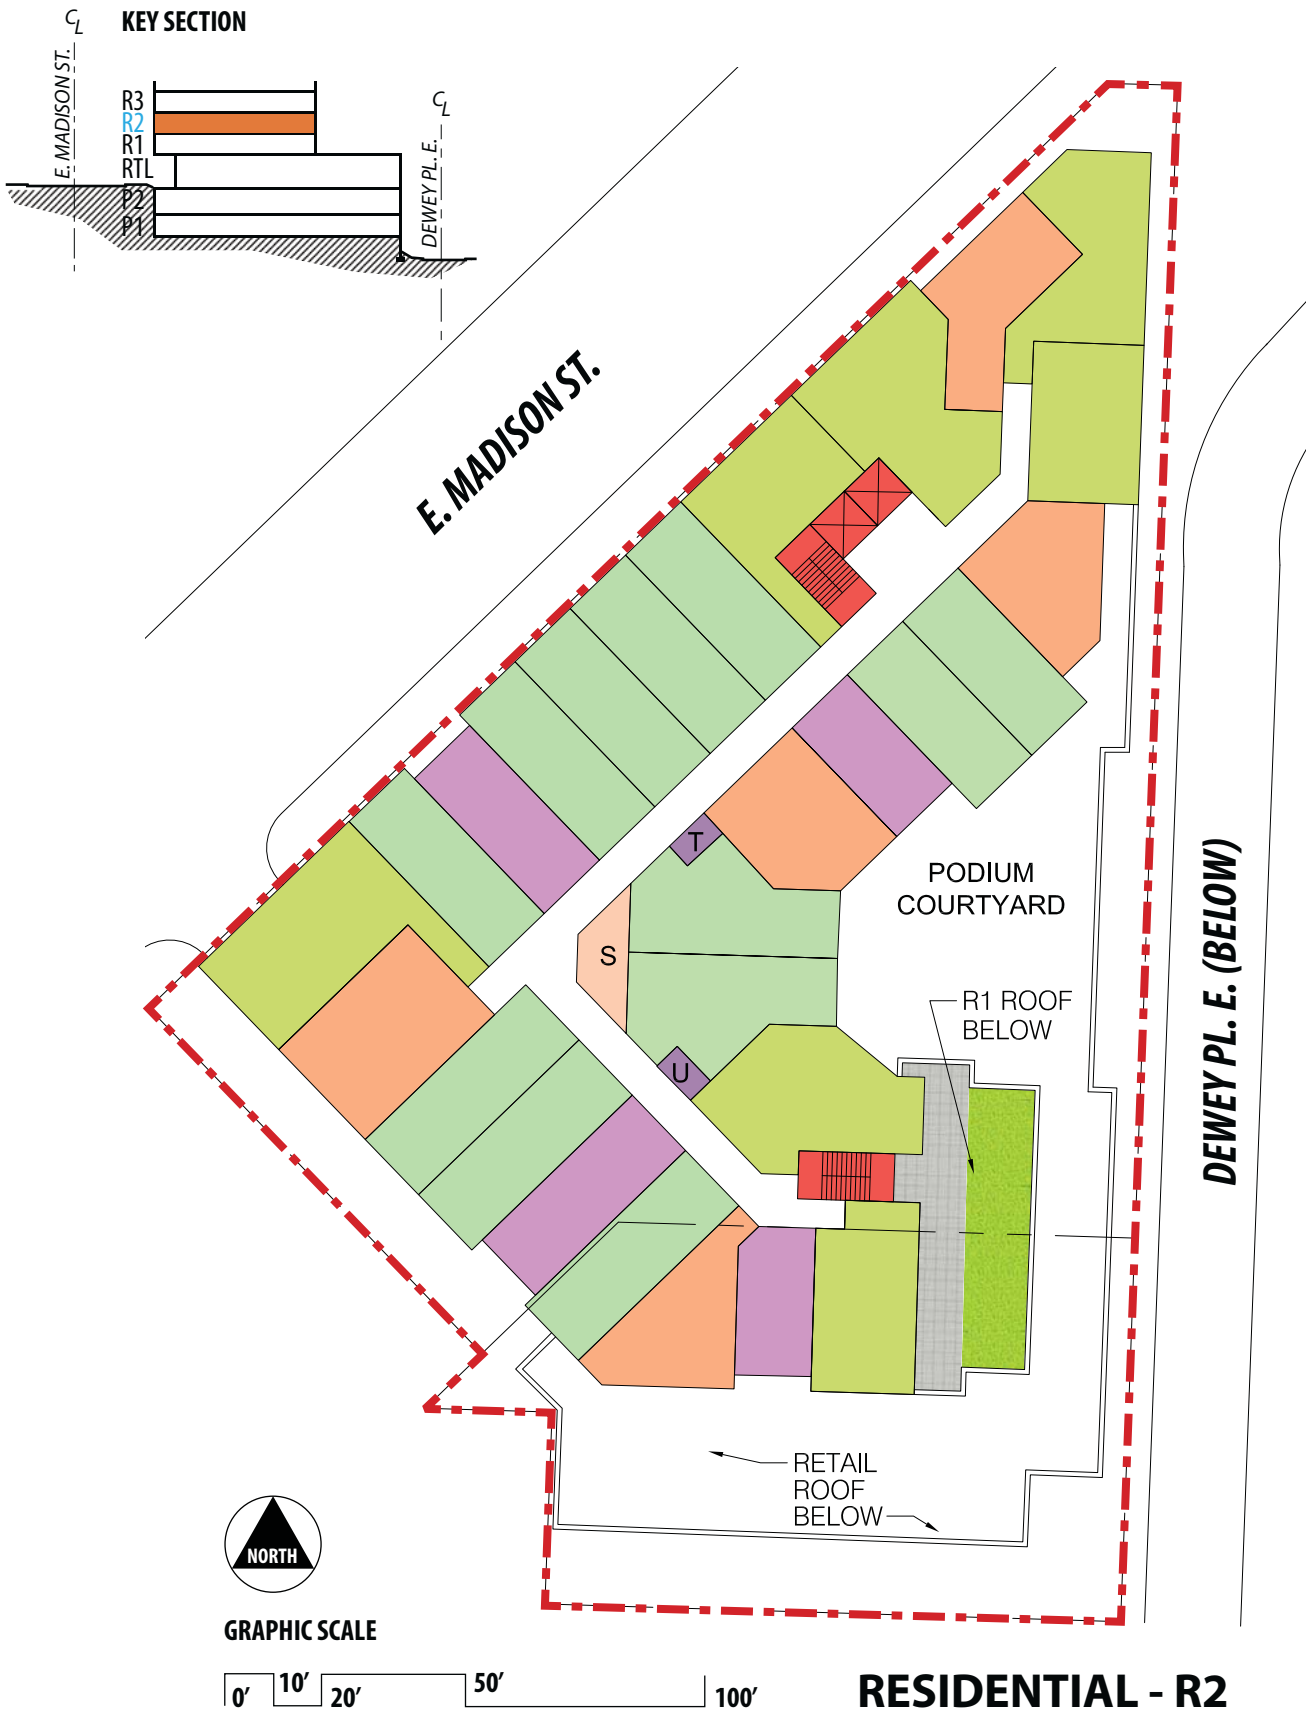 KEY SECTION
CL
E. MADISON ST.
R3
R2
R1
RTL
P2
P1
CL
DEWEY PL. E.
E. MADISON ST.
T
S
U
PODIUM
COURTYARD
R1 ROOF
BELOW
DEWEY PL. E. (BELOW)
RETAIL
ROOF
BELOW
NORTH
GRAPHIC SCALE
0' 10' 20' 50' 100'
RESIDENTIAL - R2